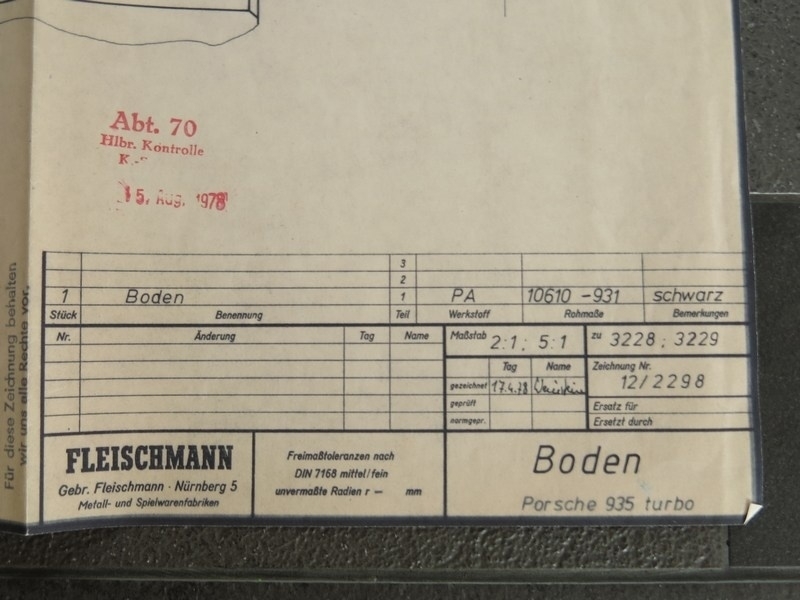 Abt. 70
Hlbr. Kontrolle
5. Aug. 1978
Für diese Zeichnung behalten
wir uns alle Rechte vor.
3
2
1 Boden 1 PA 10610 -931 schwarz
Stück Benennung Teil Werkstoff Rohmaße Bemerkungen
Nr. Änderung Tag Name
Maßstab 2:1; 5:1
zu 3228; 3229
Tag Name
gezeichnet 17.4.78
geprüft
normgepr.
Zeichnung Nr.
12/2298
Ersatz für
Ersetzt durch
FLEISCHMANN
Gebr. Fleischmann · Nürnberg 5
Metall- und Spielwarenfabriken
Freimaßtoleranzen nach
DIN 7168 mittel/fein
unvermaßte Radien r — mm
Boden
Porsche 935 turbo